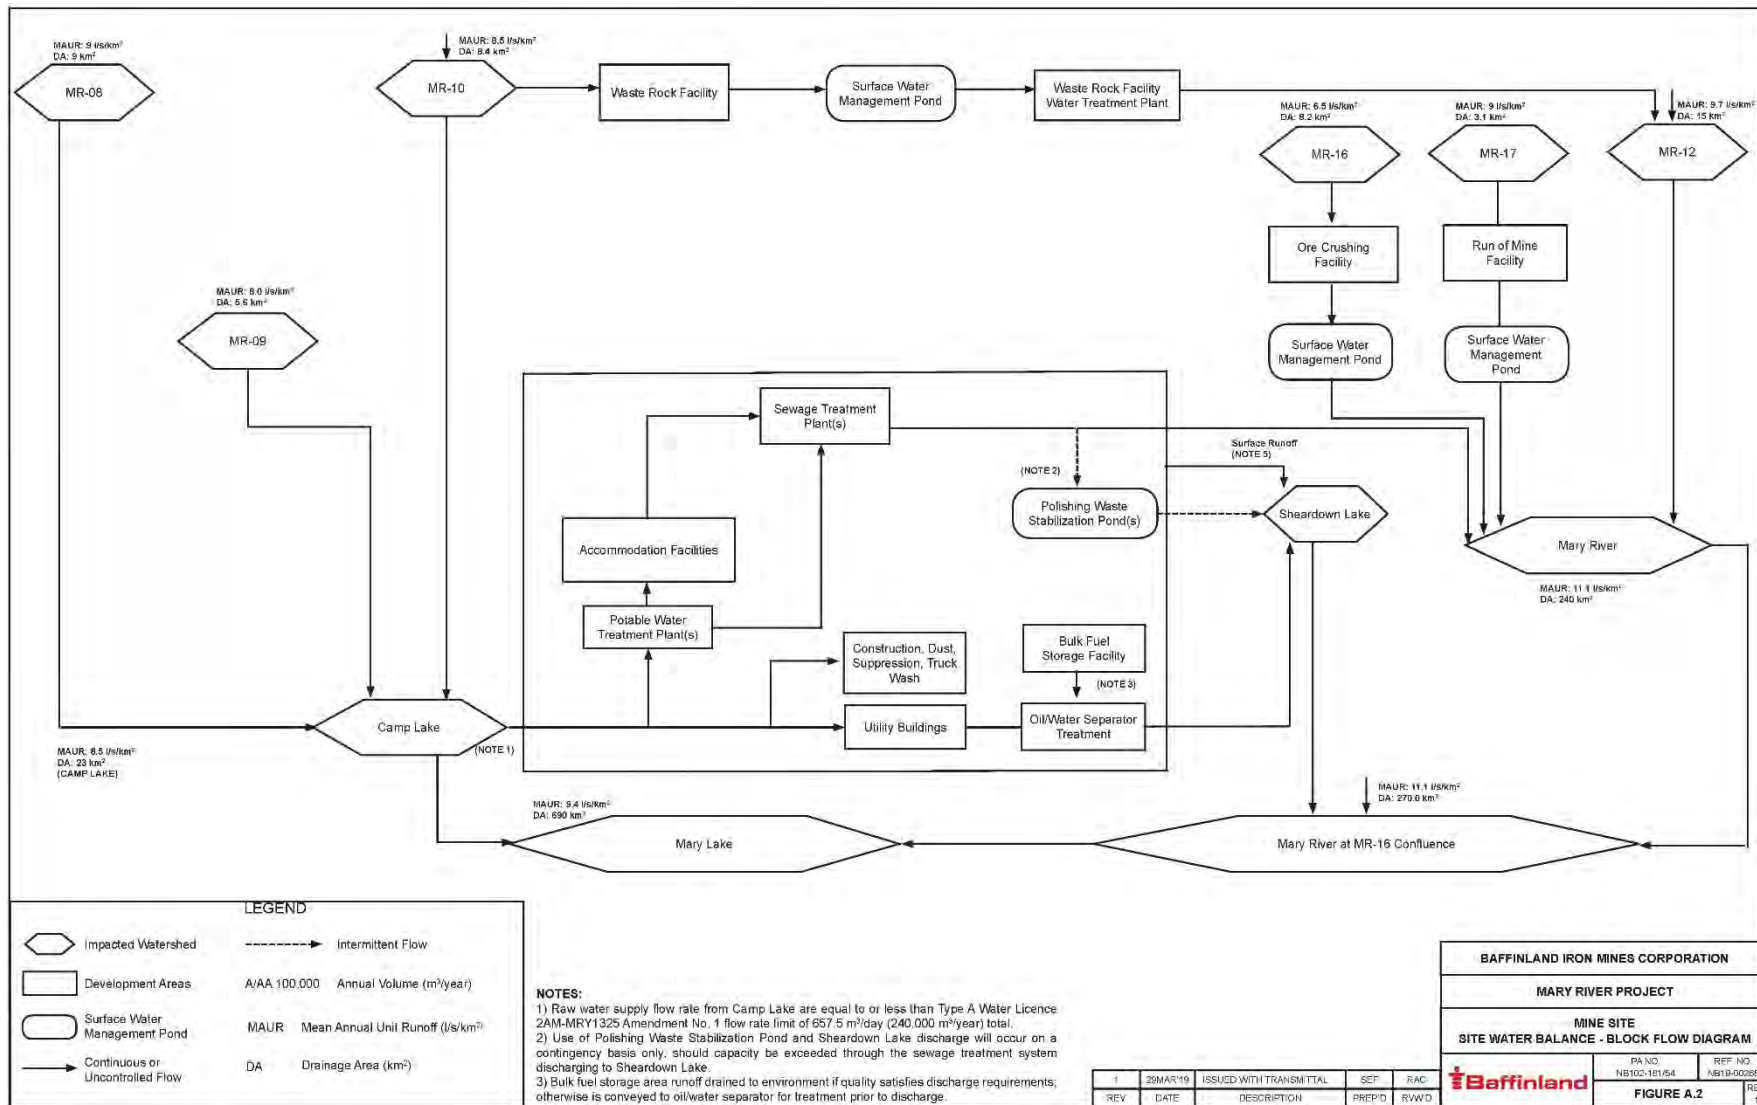 MAUR: 9 l/s/km²
DA: 9 km²
MR-08
MAUR: 8.5 l/s/km²
DA: 8.4 km²
MR-10
Waste Rock Facility
Surface Water
Management Pond
Waste Rock Facility
Water Treatment Plant
MAUR: 6.5 l/s/km²
DA: 8.2 km²
MR-16
MAUR: 9 l/s/km²
DA: 3.1 km²
MR-17
MAUR: 9.7 l/s/km²
DA: 15 km²
MR-12
Ore Crushing
Facility
Run of Mine
Facility
MAUR: 8.0 l/s/km²
DA: 5.6 km²
MR-09
Surface Water
Management Pond
Surface Water
Management
Pond
Sewage Treatment
Plant(s)
Surface Runoff
(NOTE 5)
(NOTE 2)
Polishing Waste
Stabilization Pond(s)
Sheardown Lake
Accommodation Facilities
Mary River
MAUR: 11.1 l/s/km²
DA: 240 km²
Potable Water
Treatment Plant(s)
Construction, Dust,
Suppression, Truck
Wash
Bulk Fuel
Storage Facility
(NOTE 3)
Camp Lake
(NOTE 1)
Utility Buildings
Oil/Water Separator
Treatment
MAUR: 8.5 l/s/km²
DA: 23 km²
(CAMP LAKE)
MAUR: 9.4 l/s/km²
DA: 690 km²
Mary Lake
MAUR: 11.1 l/s/km²
DA: 270.6 km²
Mary River at MR-16 Confluence
LEGEND
Impacted Watershed
Intermittent Flow
Development Areas
A/AA 100,000 Annual Volume (m³/year)
Surface Water
Management Pond
MAUR Mean Annual Unit Runoff (l/s/km²)
Continuous or
Uncontrolled Flow
DA Drainage Area (km²)
NOTES:
1) Raw water supply flow rate from Camp Lake are equal to or less than Type A Water Licence
2AM-MRY1325 Amendment No. 1 flow rate limit of 657.5 m³/day (240,000 m³/year) total.
2) Use of Polishing Waste Stabilization Pond and Sheardown Lake discharge will occur on a
contingency basis only, should capacity be exceeded through the sewage treatment system
discharging to Sheardown Lake.
3) Bulk fuel storage area runoff drained to environment if quality satisfies discharge requirements,
otherwise is conveyed to oil/water separator for treatment prior to discharge.
1 29MAR'19 ISSUED WITH TRANSMITTAL SEF RAC
REV DATE DESCRIPTION PREP'D RVW'D
BAFFINLAND IRON MINES CORPORATION
MARY RIVER PROJECT
MINE SITE
SITE WATER BALANCE - BLOCK FLOW DIAGRAM
Baffinland
PA NO.
NB102-181/54
REF NO.
FIGURE A.2